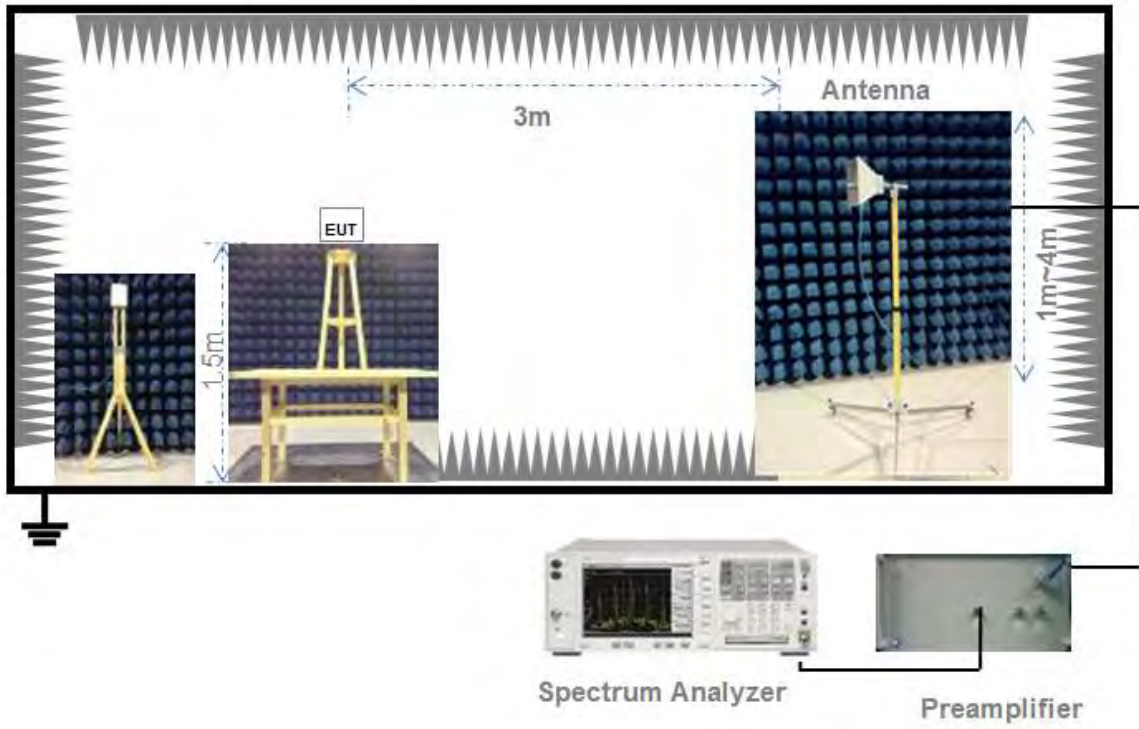 Antenna
3m
EUT
1.5m
1m~4m
Spectrum Analyzer
Preamplifier